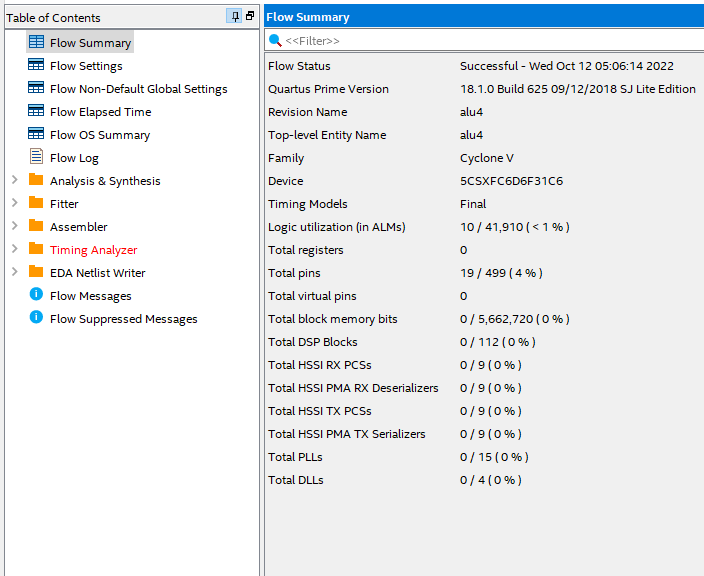 Table of Contents
Flow Summary
Flow Settings
Flow Non-Default Global Settings
Flow Elapsed Time
Flow OS Summary
Flow Log
Analysis & Synthesis
Fitter
Assembler
Timing Analyzer
EDA Netlist Writer
Flow Messages
Flow Suppressed Messages
Flow Summary
<<Filter>>
Flow Status Successful - Wed Oct 12 05:06:14 2022
Quartus Prime Version 18.1.0 Build 625 09/12/2018 SJ Lite Edition
Revision Name alu4
Top-level Entity Name alu4
Family Cyclone V
Device 5CSXFC6D6F31C6
Timing Models Final
Logic utilization (in ALMs) 10 / 41,910 ( < 1 % )
Total registers 0
Total pins 19 / 499 ( 4 % )
Total virtual pins 0
Total block memory bits 0 / 5,662,720 ( 0 % )
Total DSP Blocks 0 / 112 ( 0 % )
Total HSSI RX PCSs 0 / 9 ( 0 % )
Total HSSI PMA RX Deserializers 0 / 9 ( 0 % )
Total HSSI TX PCSs 0 / 9 ( 0 % )
Total HSSI PMA TX Serializers 0 / 9 ( 0 % )
Total PLLs 0 / 15 ( 0 % )
Total DLLs 0 / 4 ( 0 % )